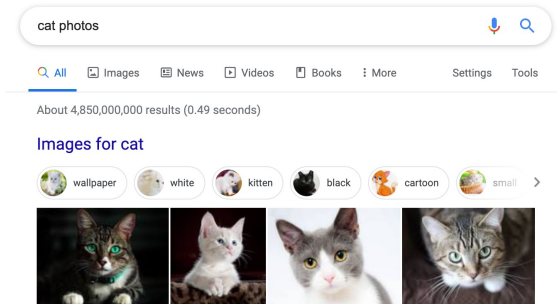 cat photos
All Images News Videos Books More Settings Tools
About 4,850,000,000 results (0.49 seconds)
Images for cat
wallpaper white kitten black cartoon small